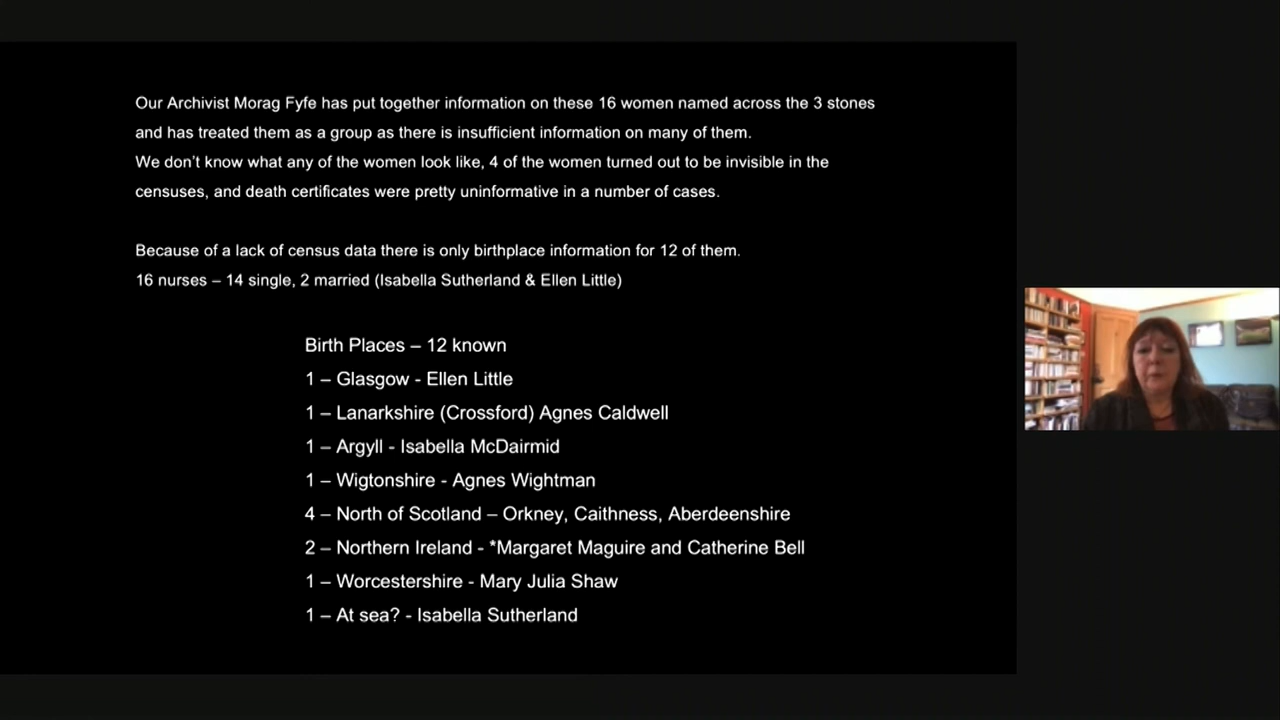 Our Archivist Morag Fyfe has put together information on these 16 women named across the 3 stones
and has treated them as a group as there is insufficient information on many of them.
We don't know what any of the women look like, 4 of the women turned out to be invisible in the
censuses, and death certificates were pretty uninformative in a number of cases.
Because of a lack of census data there is only birthplace information for 12 of them.
16 nurses – 14 single, 2 married (Isabella Sutherland & Ellen Little)
Birth Places – 12 known
1 – Glasgow - Ellen Little
1 – Lanarkshire (Crossford) Agnes Caldwell
1 – Argyll - Isabella McDairmid
1 – Wigtonshire - Agnes Wightman
4 – North of Scotland – Orkney, Caithness, Aberdeenshire
2 – Northern Ireland - *Margaret Maguire and Catherine Bell
1 – Worcestershire - Mary Julia Shaw
1 – At sea? - Isabella Sutherland